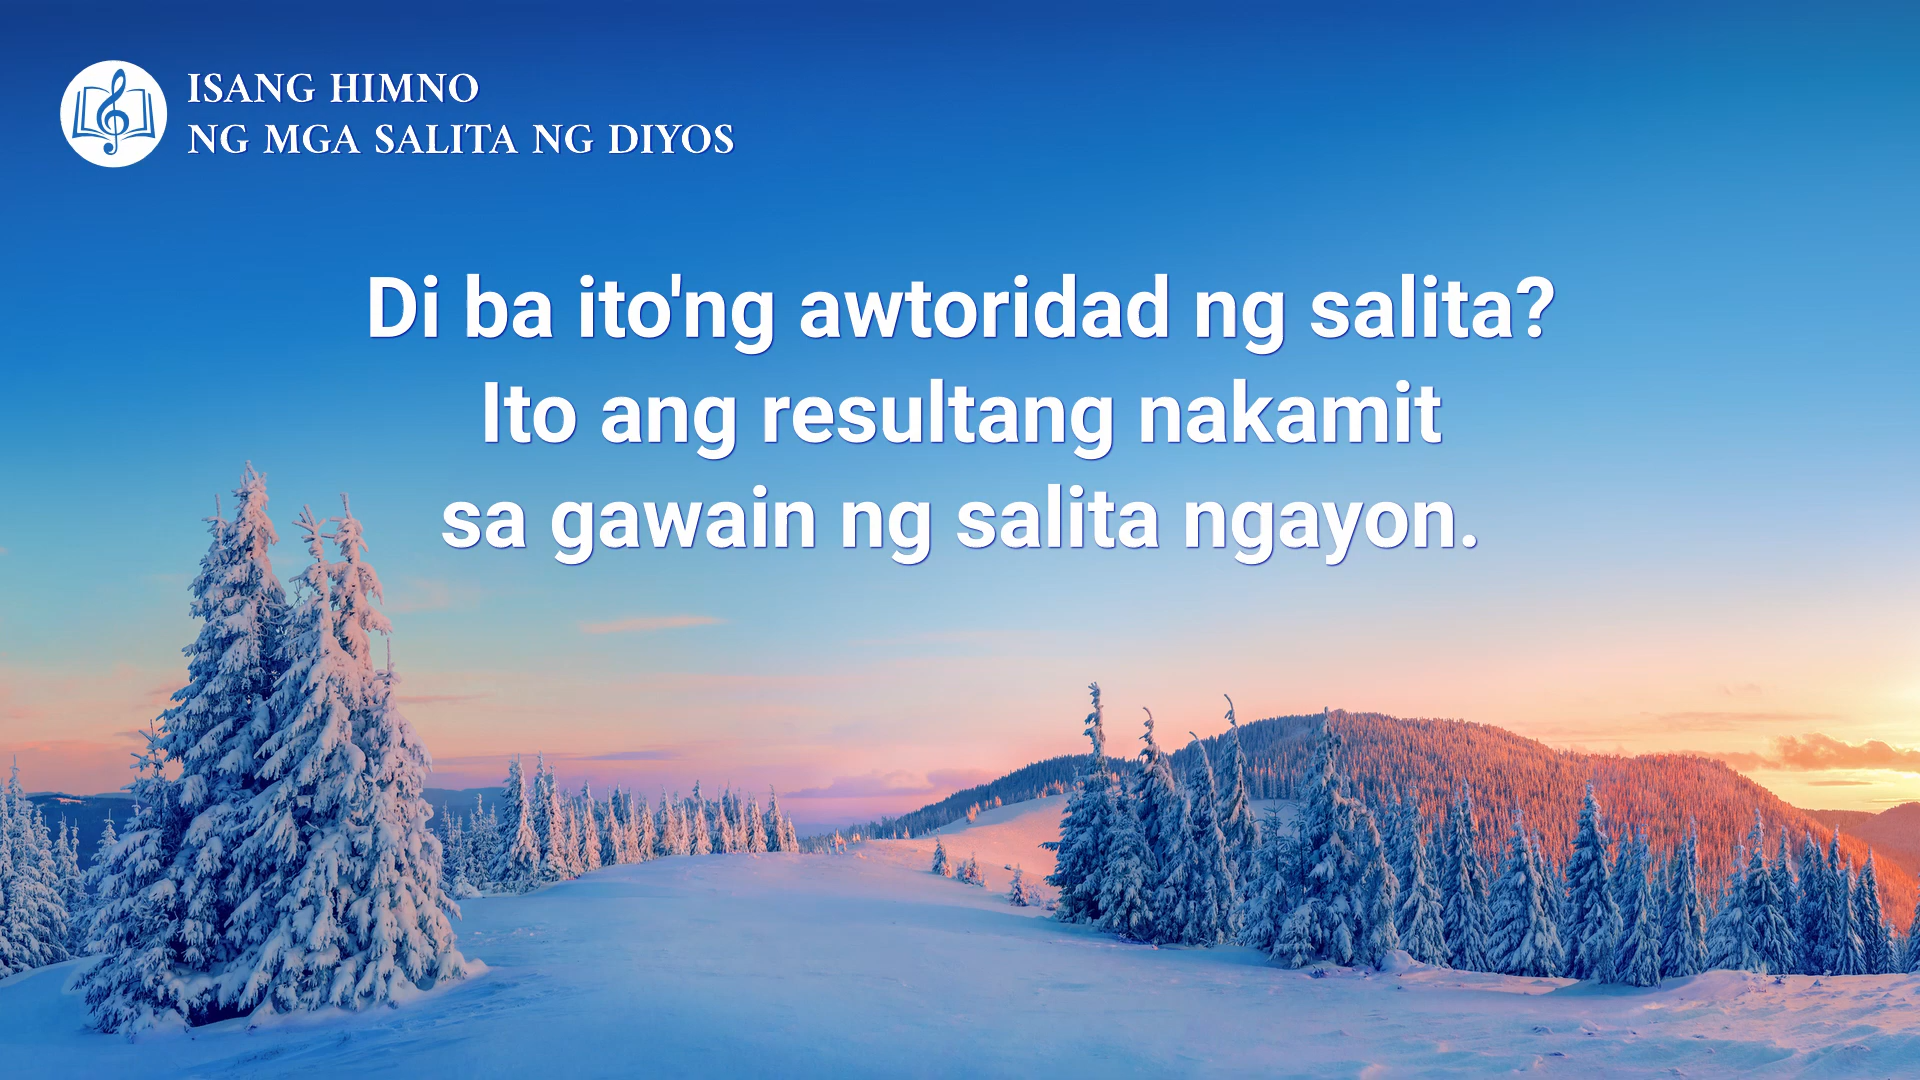 ISANG HIMNO
NG MGA SALITA NG DIYOS
Di ba ito'ng awtoridad ng salita?
Ito ang resultang nakamit
sa gawain ng salita ngayon.